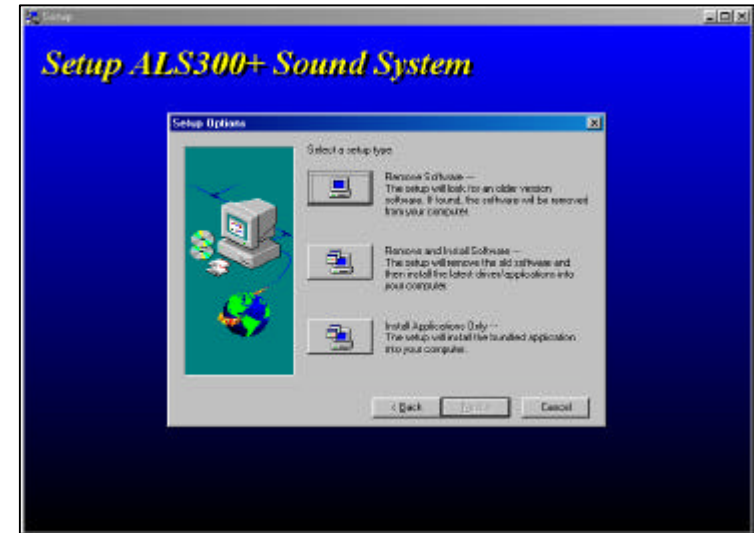 Setup
Setup ALS300+ Sound System
Setup Options
Select a setup type
Remove Software --
The setup will look for an older version
software. If found, the software will be removed
from your computer.
Remove and Install Software --
The setup will remove the old software and
then install the latest driver/applications into
your computer.
Install Applications Only --
The setup will install the bundled application
into your computer.
< Back
Cancel